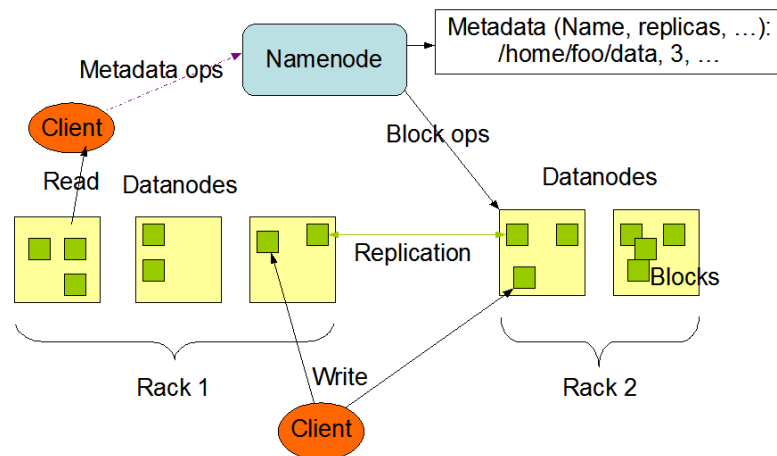 Metadata (Name, replicas, …):
/home/foo/data, 3, …
Namenode
Metadata ops
Client
Block ops
Read
Datanodes
Datanodes
Replication
Blocks
Rack 1
Write
Rack 2
Client